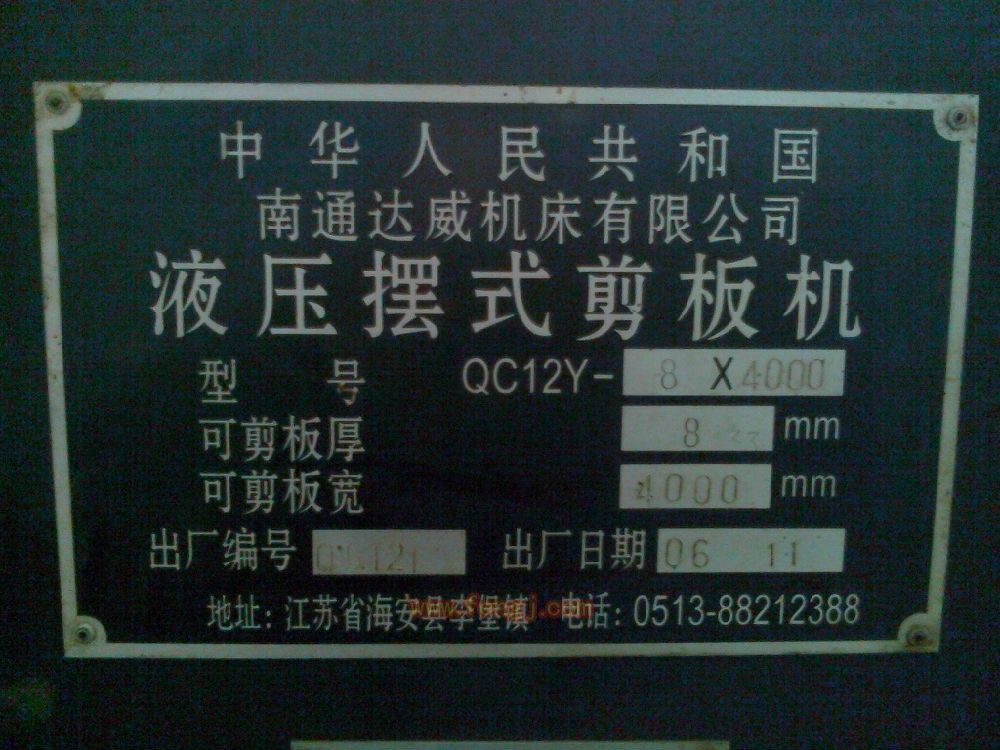 中华人民共和国
南通达威机床有限公司
液压摆式剪板机
型 号 QC12Y- 8 X 4000
可剪板厚 8 mm
可剪板宽 4000 mm
出厂编号 出厂日期 06 11
地址: 江苏省海安县李堡镇 电话: 0513-88212388